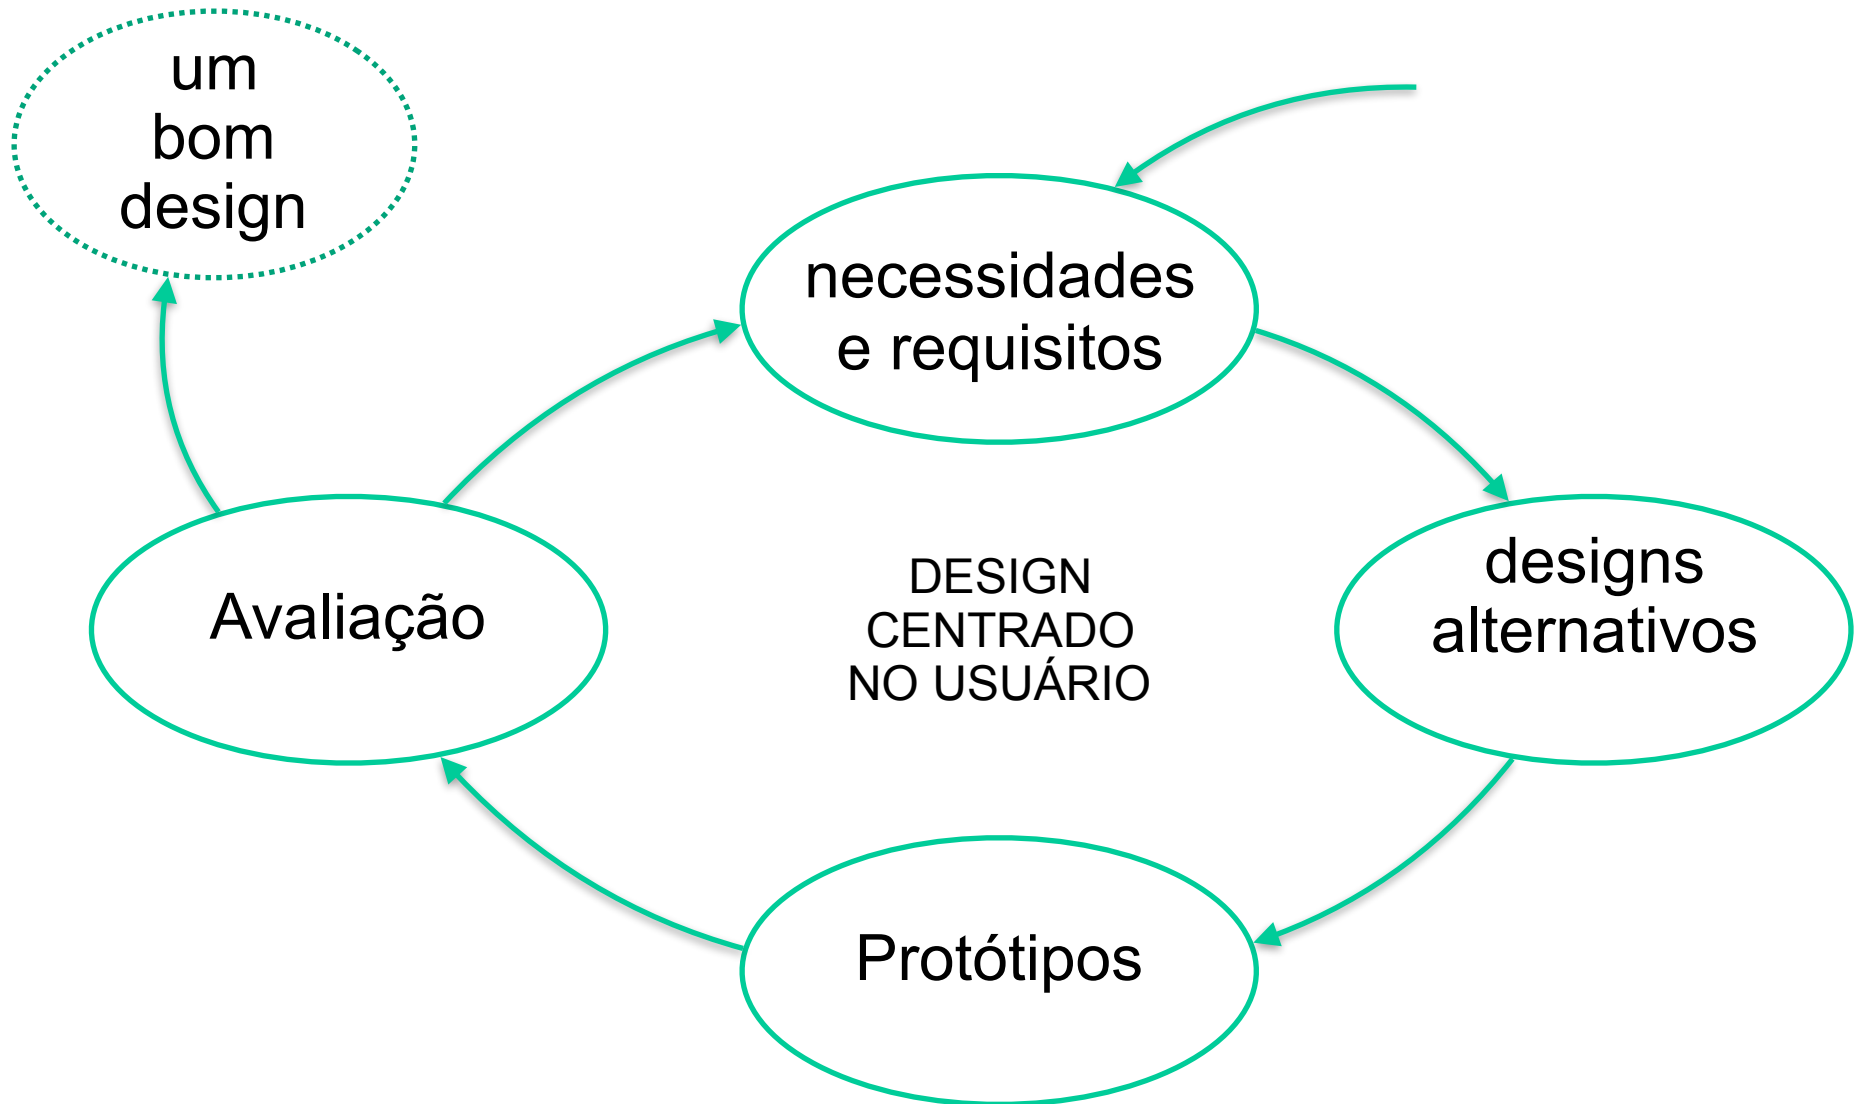 um
bom
design
necessidades
e requisitos
designs
alternativos
DESIGN
CENTRADO
NO USUÁRIO
Avaliação
Protótipos